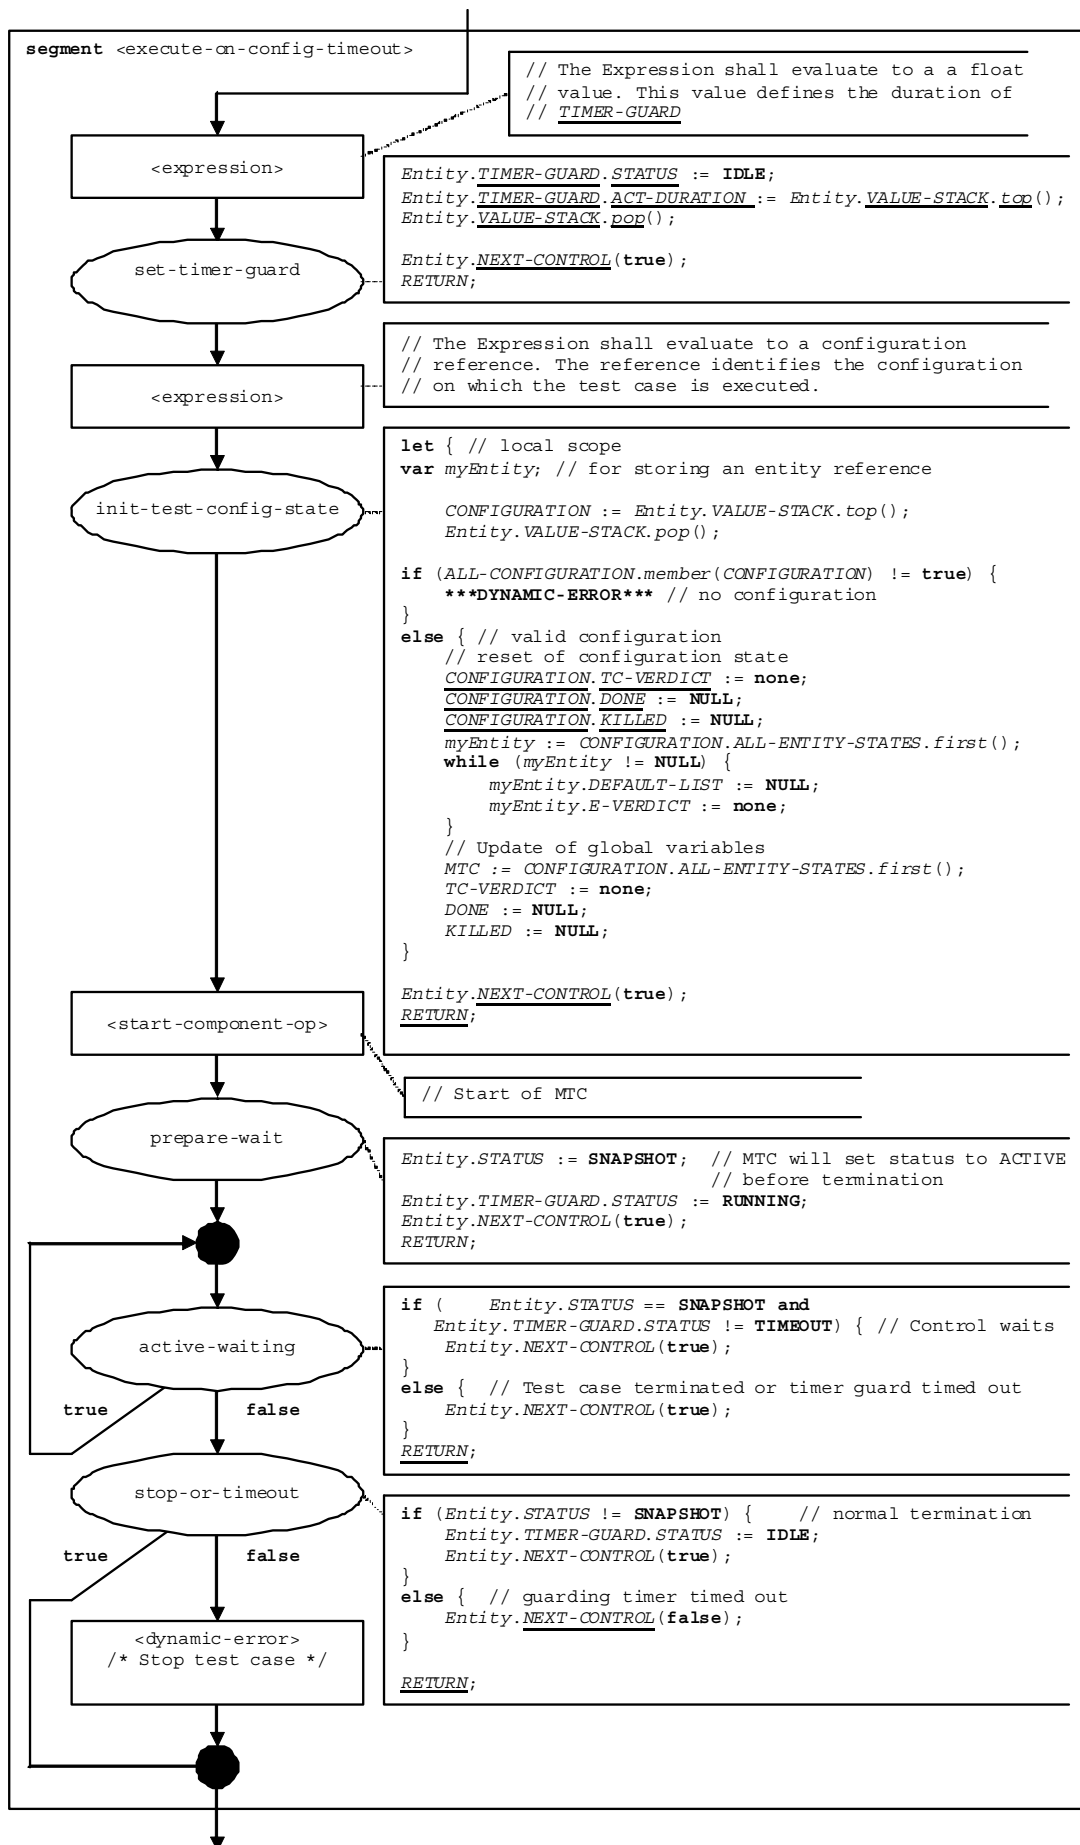 segment <execute-on-config-timeout>
// The Expression shall evaluate to a a float
// value. This value defines the duration of
// TIMER-GUARD
<expression>
Entity.TIMER-GUARD.STATUS := IDLE;
Entity.TIMER-GUARD.ACT-DURATION := Entity.VALUE-STACK.top();
Entity.VALUE-STACK.pop();
Entity.NEXT-CONTROL(true);
RETURN;
set-timer-guard
// The Expression shall evaluate to a configuration
// reference. The reference identifies the configuration
// on which the test case is executed.
<expression>
let { // local scope
var myEntity; // for storing an entity reference
CONFIGURATION := Entity.VALUE-STACK.top();
Entity.VALUE-STACK.pop();
if (ALL-CONFIGURATION.member(CONFIGURATION) != true) {
***DYNAMIC-ERROR*** // no configuration
}
else { // valid configuration
// reset of configuration state
CONFIGURATION.TC-VERDICT := none;
CONFIGURATION.DONE := NULL;
CONFIGURATION.KILLED := NULL;
myEntity := CONFIGURATION.ALL-ENTITY-STATES.first();
while (myEntity != NULL) {
myEntity.DEFAULT-LIST := NULL;
myEntity.E-VERDICT := none;
}
// Update of global variables
MTC := CONFIGURATION.ALL-ENTITY-STATES.first();
TC-VERDICT := none;
DONE := NULL;
KILLED := NULL;
}
Entity.NEXT-CONTROL(true);
RETURN;
init-test-config-state
<start-component-op>
// Start of MTC
prepare-wait
Entity.STATUS := SNAPSHOT; // MTC will set status to ACTIVE
// before termination
Entity.TIMER-GUARD.STATUS := RUNNING;
Entity.NEXT-CONTROL(true);
RETURN;
active-waiting
true false
if ( Entity.STATUS == SNAPSHOT and
Entity.TIMER-GUARD.STATUS != TIMEOUT) { // Control waits
Entity.NEXT-CONTROL(true);
}
else { // Test case terminated or timer guard timed out
Entity.NEXT-CONTROL(true);
}
RETURN;
stop-or-timeout
true false
if (Entity.STATUS != SNAPSHOT) { // normal termination
Entity.TIMER-GUARD.STATUS := IDLE;
Entity.NEXT-CONTROL(true);
}
else { // guarding timer timed out
Entity.NEXT-CONTROL(false);
}
RETURN;
<dynamic-error>
/* Stop test case */